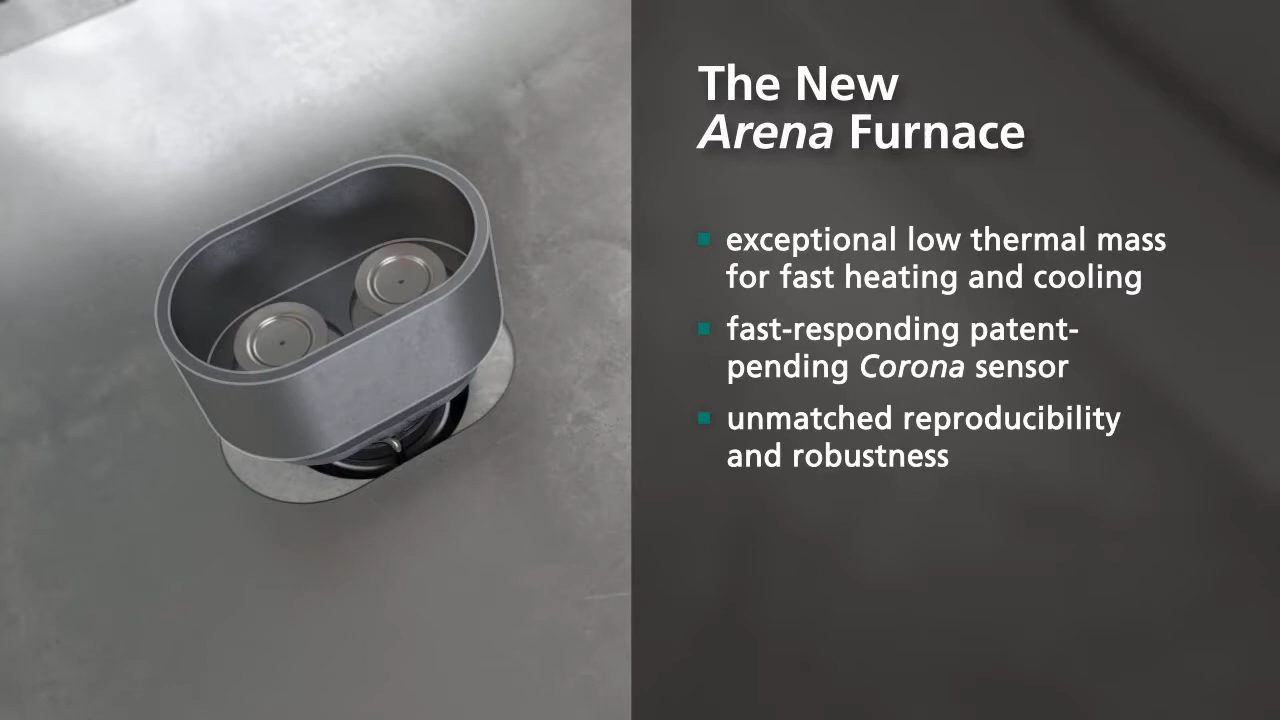 The New
Arena Furnace
exceptional low thermal mass
for fast heating and cooling
fast-responding patent-
pending Corona sensor
unmatched reproducibility
and robustness